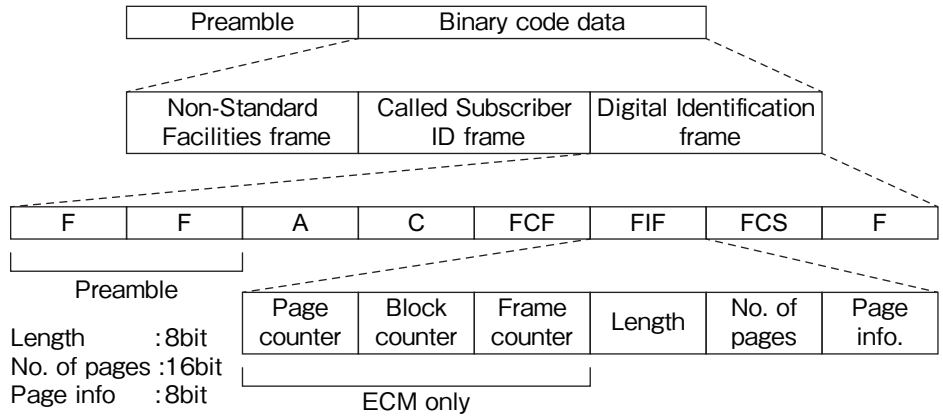 Preamble Binary code data
Non-Standard Facilities frame Called Subscriber ID frame Digital Identification frame
F F A C FCF FIF FCS F
Preamble
Page counter Block counter Frame counter Length No. of pages Page info.
Length :8bit
No. of pages :16bit
Page info :8bit
ECM only